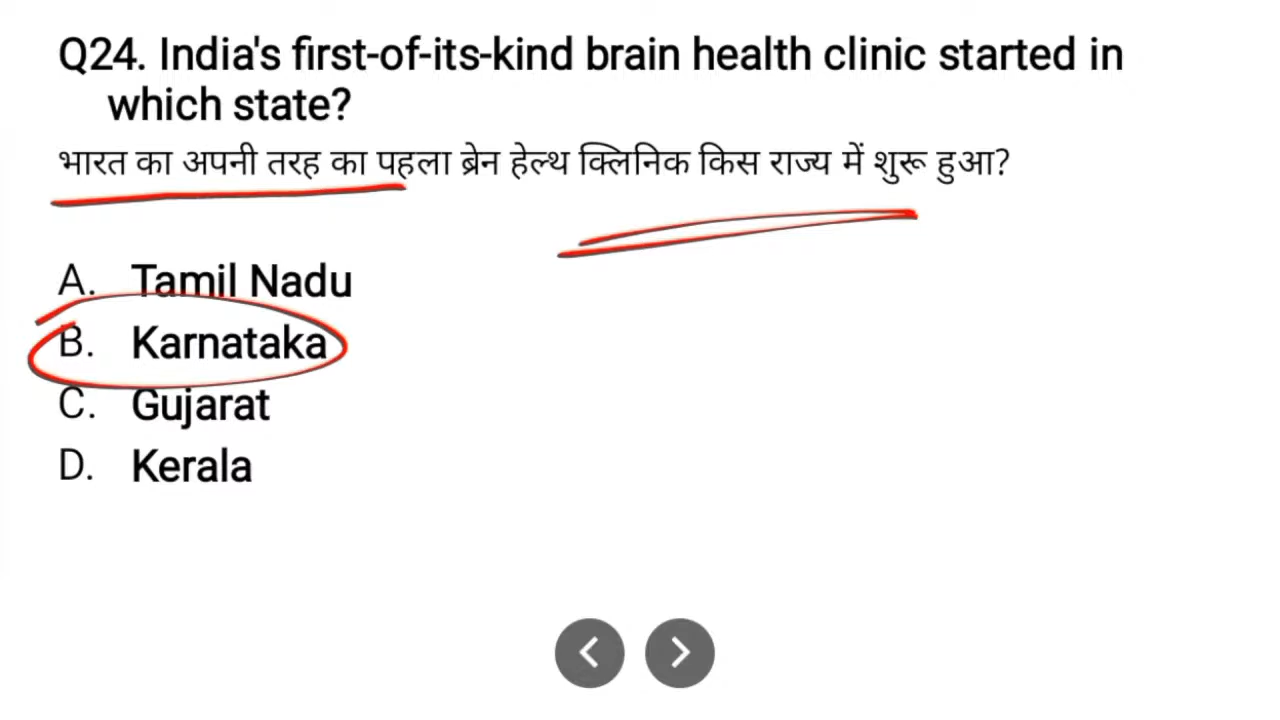 Q24. India's first-of-its-kind brain health clinic started in
which state?
भारत का अपनी तरह का पहला ब्रेन हेल्थ क्लिनिक किस राज्य में शुरू हुआ?
A. Tamil Nadu
B. Karnataka
C. Gujarat
D. Kerala